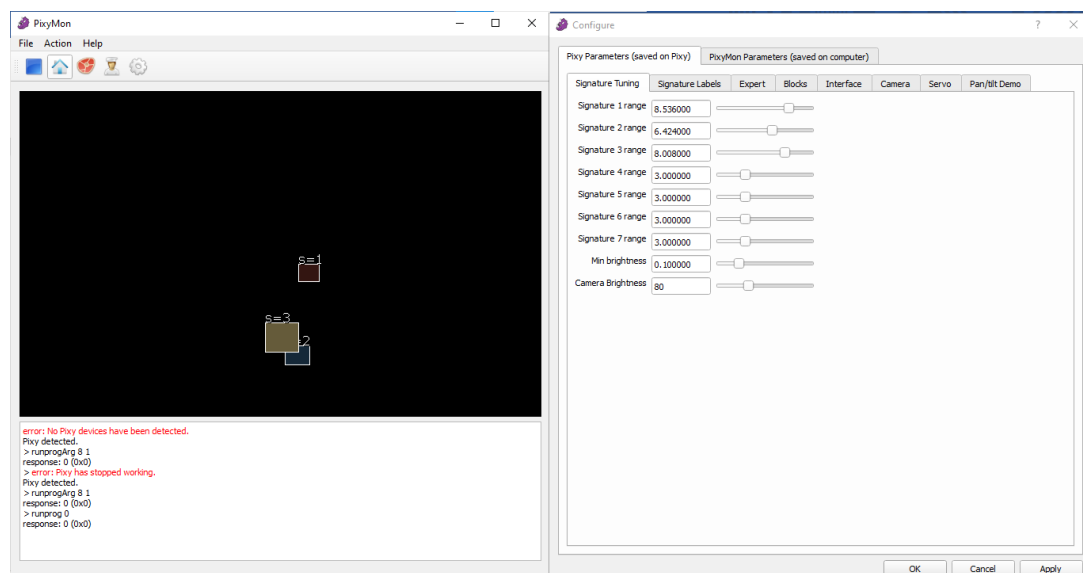 PixyMon
File Action Help
s=1
s=3
=2
error: No Pixy devices have been detected.
Pixy detected.
> runprogArg 8 1
response: 0 (0x0)
> error: Pixy has stopped working.
Pixy detected.
> runprogArg 8 1
response: 0 (0x0)
> runprog 0
response: 0 (0x0)
Configure
Pixy Parameters (saved on Pixy) PixyMon Parameters (saved on computer)
Signature Tuning Signature Labels Expert Blocks Interface Camera Servo Pan/tilt Demo
Signature 1 range 8.536000
Signature 2 range 6.424000
Signature 3 range 8.008000
Signature 4 range 3.000000
Signature 5 range 3.000000
Signature 6 range 3.000000
Signature 7 range 3.000000
Min brightness 0.100000
Camera Brightness 80
OK Cancel Apply